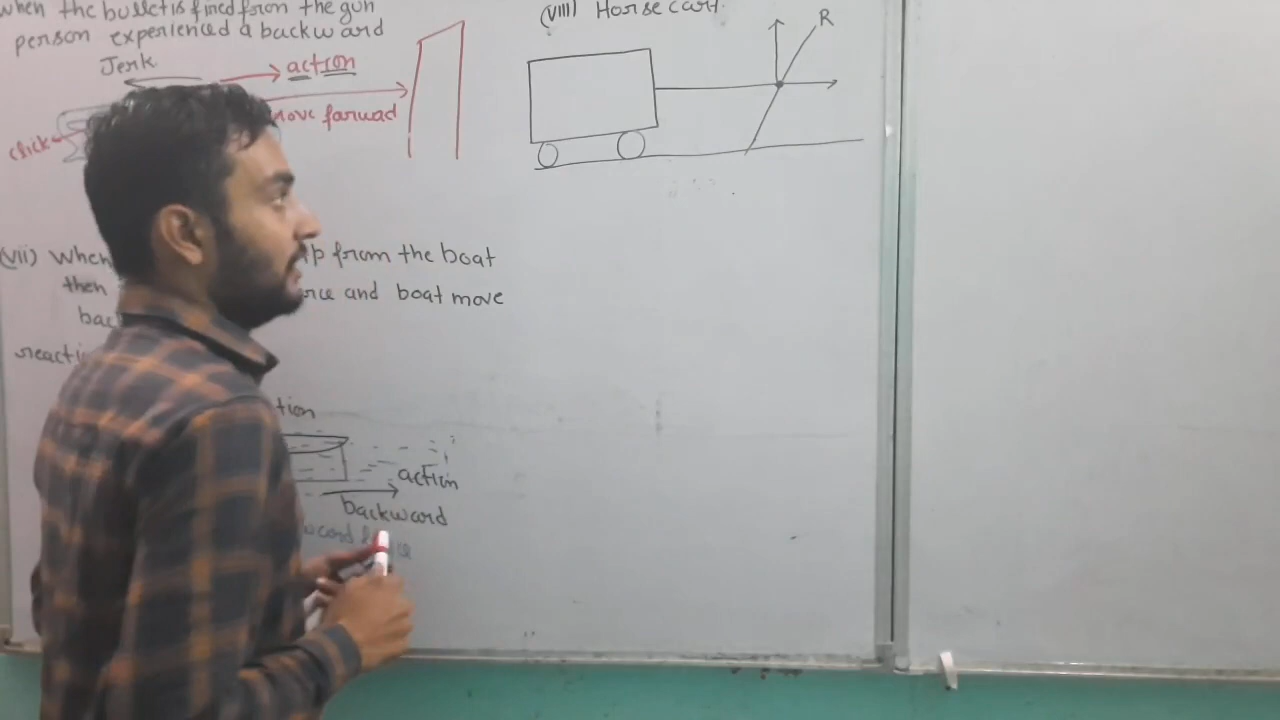 when the bullet is fired from the gun
person experienced a backward
Jerk
action
move farwad
click
(vii) When
p from the boat
then
rce and boat move
bac
reacti
tion
action
backward
(viii) Horse cart.
R